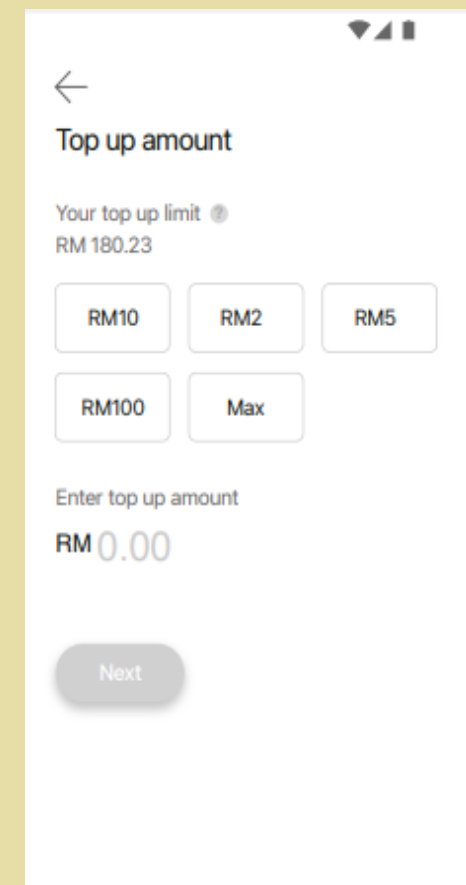 Top up amount
Your top up limit ?
RM 180.23
RM10 RM2 RM5
RM100 Max
Enter top up amount
RM 0.00
Next